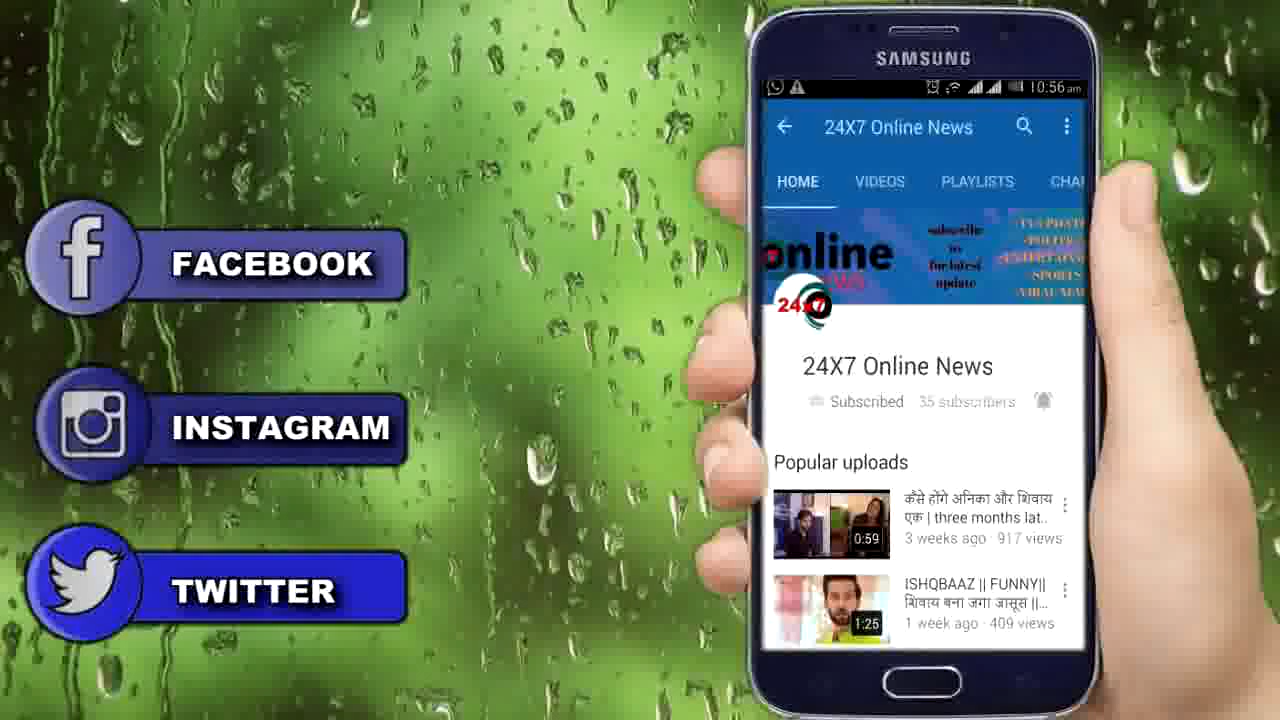 FACEBOOK
INSTAGRAM
TWITTER
SAMSUNG
10:56 am
24X7 Online News
HOME VIDEOS PLAYLISTS CHA
online
subscribe
for latest
update
SPORTS
24x7
24X7 Online News
Subscribed 35 subscribers
Popular uploads
कैसे होंगे अनिका और शिवाय
एक | three months lat..
0:59
3 weeks ago · 917 views
ISHQBAAZ || FUNNY||
शिवाय बना जगा जासूस ||...
1:25
1 week ago · 409 views